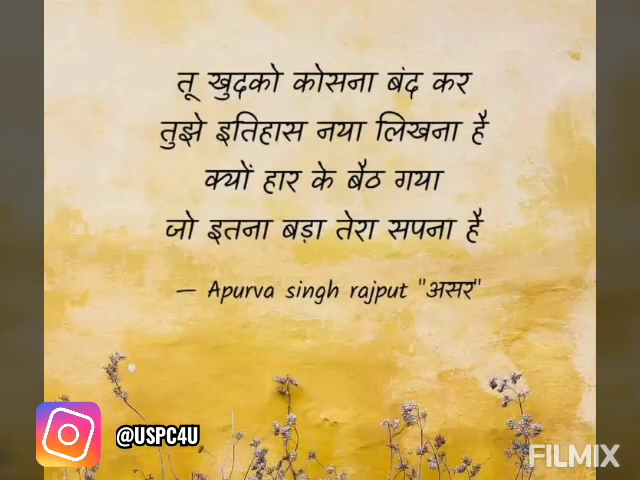 तू खुदको कोसना बंद कर
तुझे इतिहास नया लिखना है
क्यों हार के बैठ गया
जो इतना बड़ा तेरा सपना है
— Apurva singh rajput "असर"
@USPC4U
FILMIX